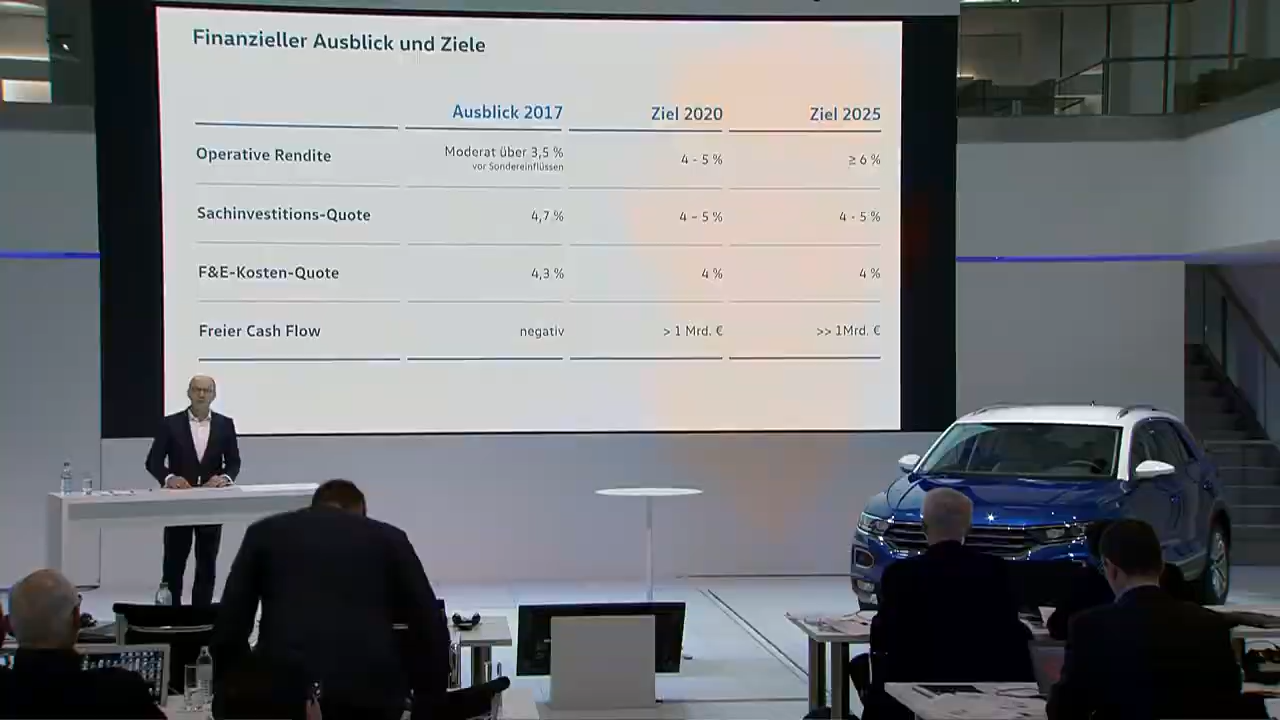 Finanzieller Ausblick und Ziele
Ausblick 2017 Ziel 2020 Ziel 2025
Operative Rendite Moderat über 3,5 % 4 - 5 % ≥ 6 %
vor Sondereinflüssen
Sachinvestitions-Quote 4,7 % 4 – 5 % 4 - 5 %
F&E-Kosten-Quote 4,3 % 4 % 4 %
Freier Cash Flow negativ > 1 Mrd. € >> 1Mrd. €